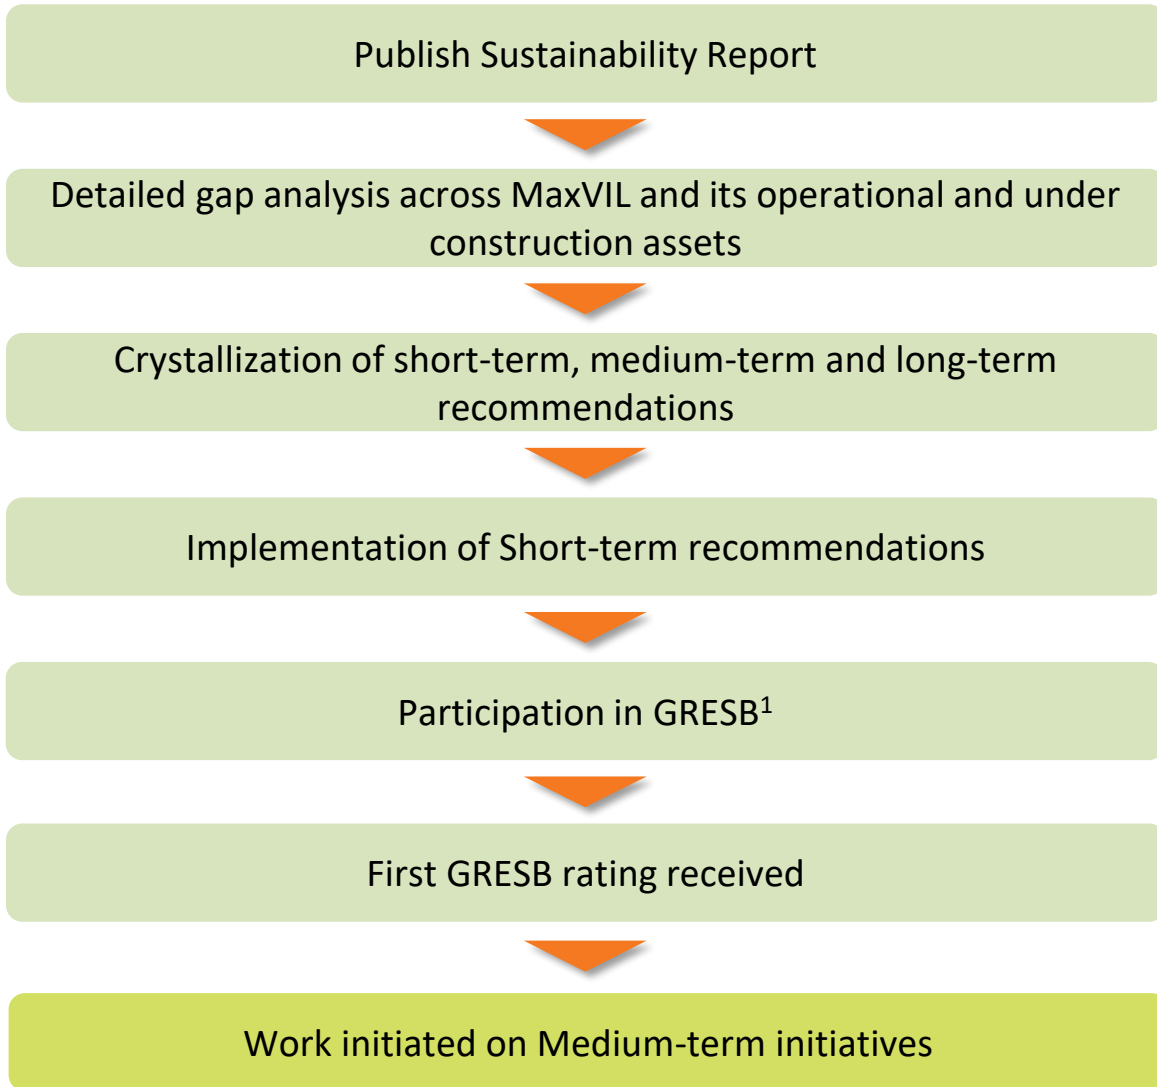 Publish Sustainability Report
Detailed gap analysis across MaxVIL and its operational and under
construction assets
Crystallization of short-term, medium-term and long-term
recommendations
Implementation of Short-term recommendations
Participation in GRESB¹
First GRESB rating received
Work initiated on Medium-term initiatives